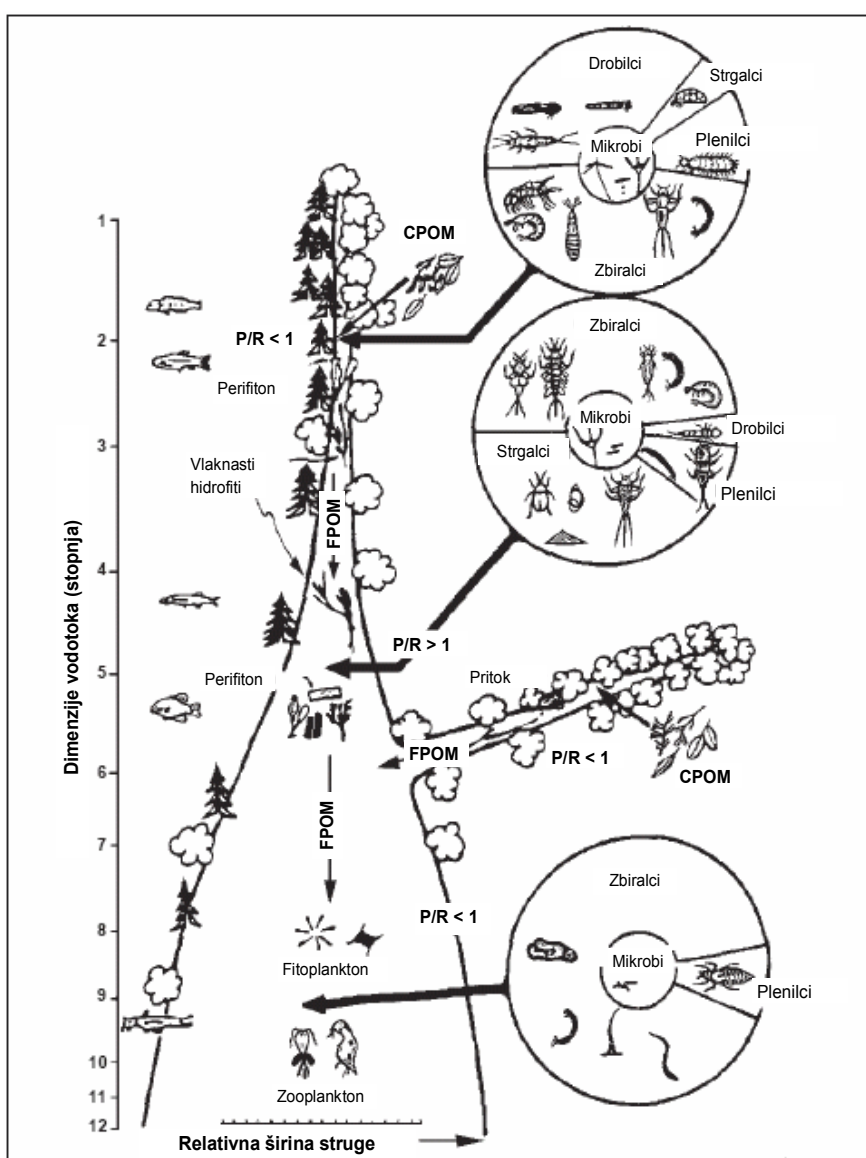 Drobilci
Strgalci
Mikrobi
Plenilci
Zbiralci
1
CPOM
2
P/R < 1
Perifiton
Zbiralci
Mikrobi
Drobilci
Strgalci
Plenilci
3
Vlaknasti
hidrofiti
FPOM
4
P/R > 1
5
Perifiton
Pritok
Dimenzije vodotoka (stopnja)
6
FPOM
P/R < 1
CPOM
FPOM
7
Zbiralci
8
P/R < 1
Fitoplankton
Mikrobi
Plenilci
9
10
Zooplankton
11
12
Relativna širina struge